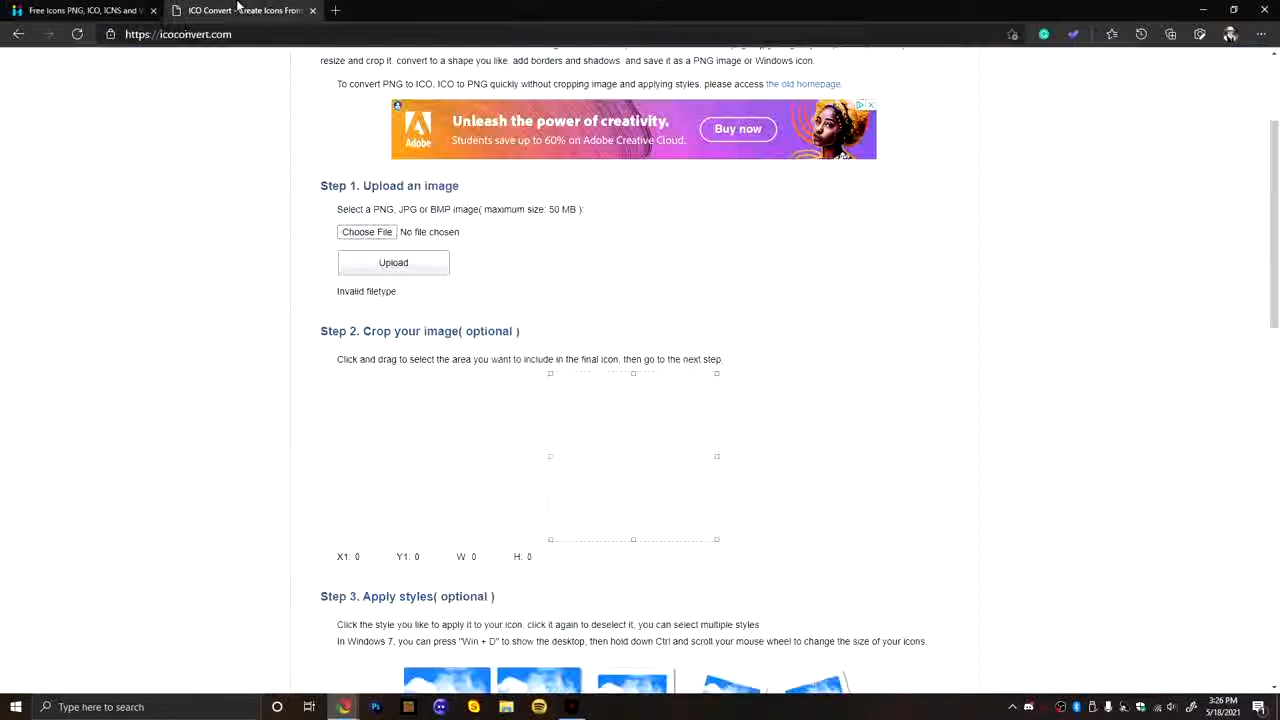 Free Icons PNG, ICO, ICNS and V
ICO Convert - Create Icons From
https://icoconvert.com
resize and crop it, convert to a shape you like, add borders and shadows, and save it as a PNG image or Windows icon.
To convert PNG to ICO, ICO to PNG quickly without cropping image and applying styles, please access the old homepage.
Adobe
Unleash the power of creativity.
Students save up to 60% on Adobe Creative Cloud.
Buy now
Step 1. Upload an image
Select a PNG, JPG or BMP image( maximum size: 50 MB ):
Choose File No file chosen
Upload
Invalid filetype.
Step 2. Crop your image( optional )
Click and drag to select the area you want to include in the final icon, then go to the next step.
X1: 0 Y1: 0 W: 0 H: 0
Step 3. Apply styles( optional )
Click the style you like to apply it to your icon, click it again to deselect it, you can select multiple styles
In Windows 7, you can press "Win + D" to show the desktop, then hold down Ctrl and scroll your mouse wheel to change the size of your icons.
Type here to search
3:26 PM
5/18/2021